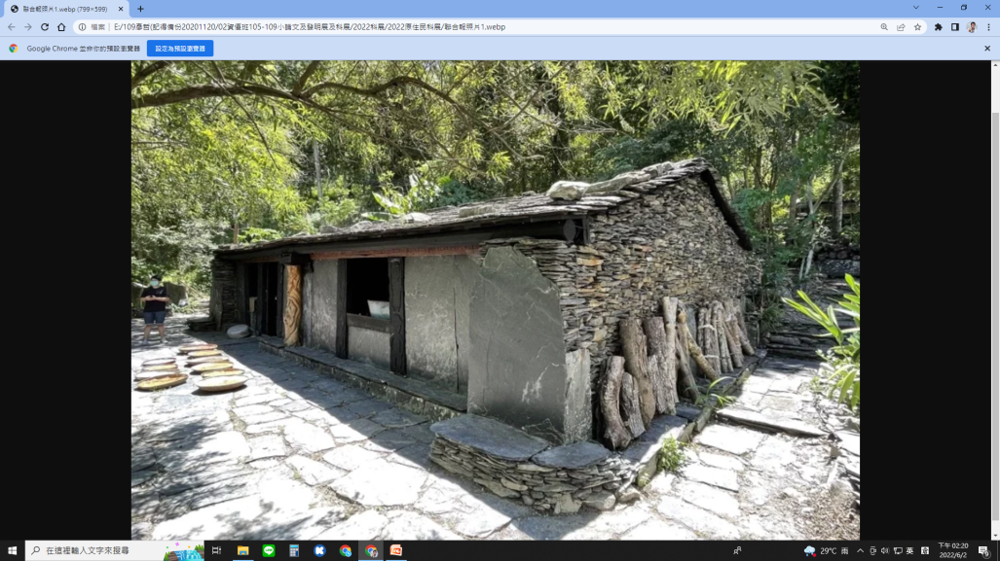 聯合報照片1.webp (799×599)
檔案 | E:/109彥哲(記得備份20201120/02資優班105-109小論文及發明展及科展/2022科展/2022原住民科展/聯合報照片1.webp
Google Chrome 並非你的預設瀏覽器 設定為預設瀏覽器
在這裡輸入文字來搜尋
29°C 雨
英
下午 02:20
2022/6/2